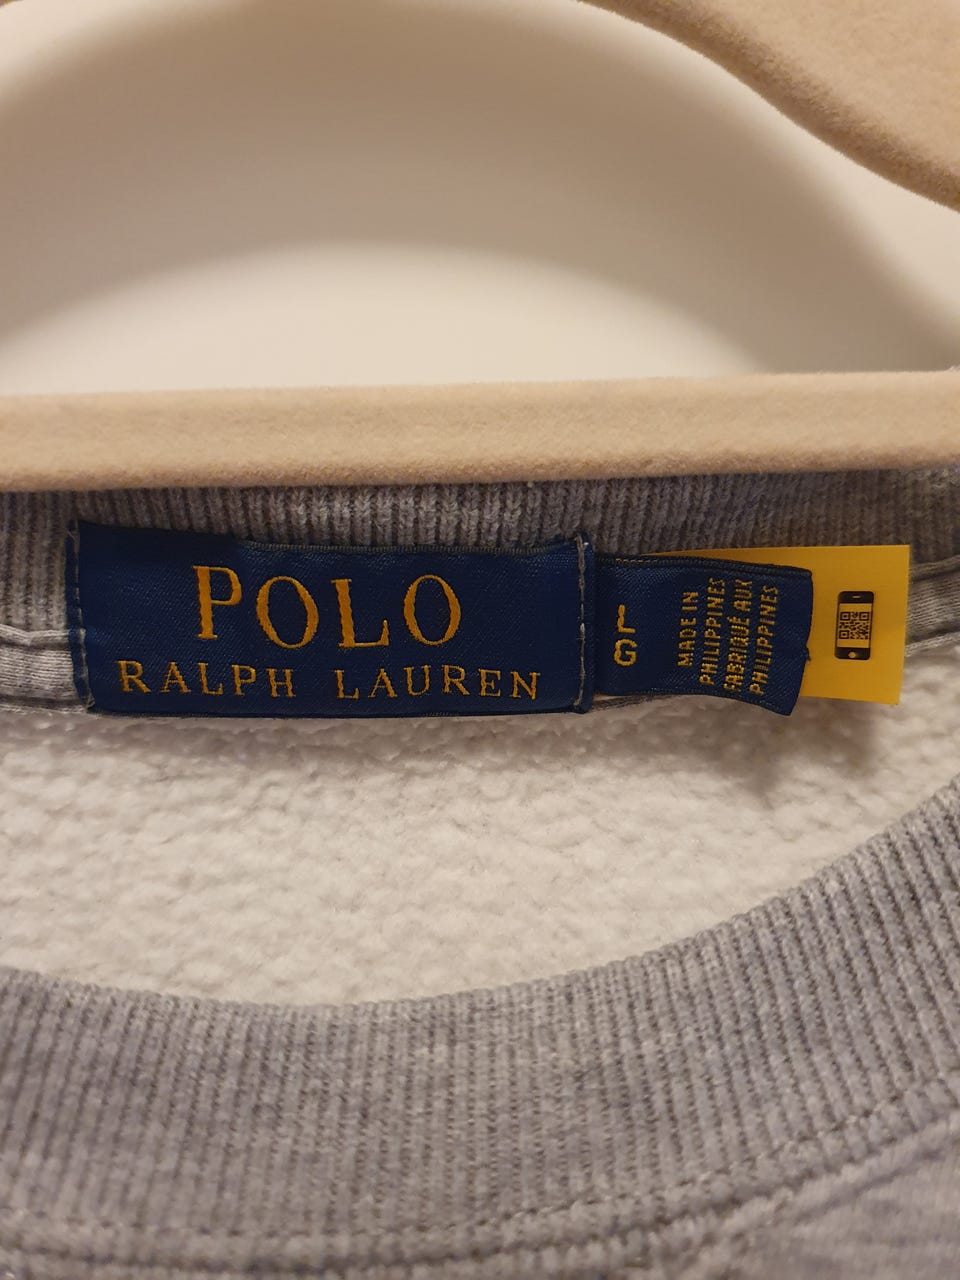 POLO
RALPH LAUREN
L
G
MADE IN
PHILIPPINES
FABRIQUÉ AUX
PHILIPPINES